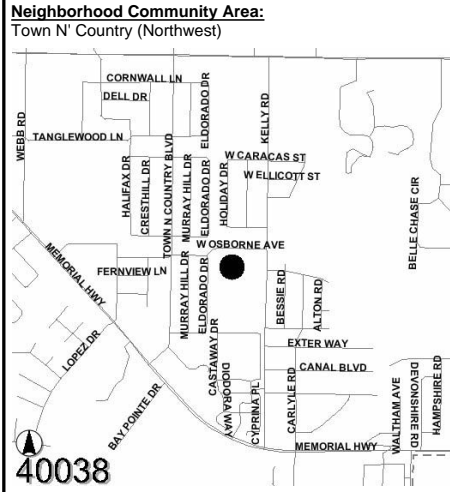 Neighborhood Community Area:
Town N' Country (Northwest)
CORNWALL LN
DELL DR
ELDORADO DR
KELLY RD
WEBB RD
TANGLEWOOD LN
TOWN N COUNTRY BLVD
HALIFAX DR
CRESTHILL DR
MURRAY HILL DR
ELDORADO DR
HOLIDAY DR
W CARACAS ST
W ELLICOTT ST
BELLE CHASE CIR
W OSBORNE AVE
MEMORIAL HWY
FERNVIEW LN
MURRAY HILL DR
ELDORADO DR
BESSIE RD
ALTON RD
LOPEZ DR
CASTAWAY DR
EXTER WAY
DIODORA WAY
CANAL BLVD
BAY POINTE DR
CYPRINA PL
CARLYLE RD
WALTHAM AVE
DEVONSHIRE RD
HAMPSHIRE RD
MEMORIAL HWY
40038